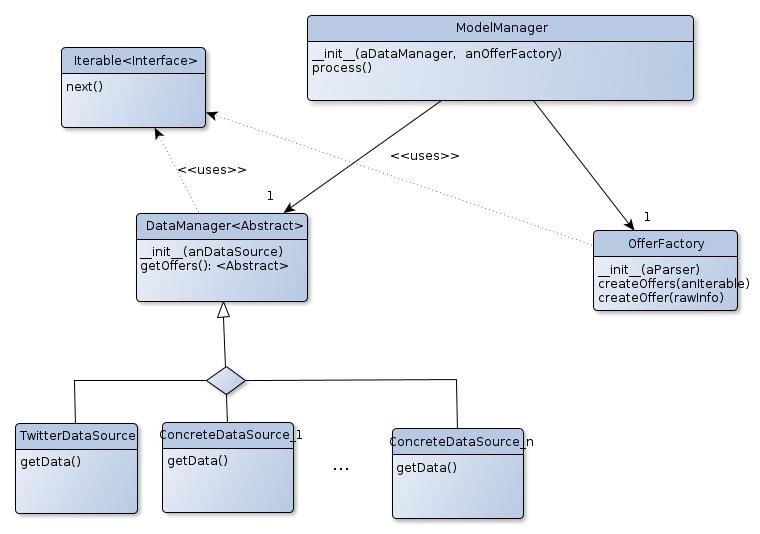 ModelManager
__init__(aDataManager, anOfferFactory)
process()
Iterable<Interface>
next()
<<uses>>
<<uses>>
1
1
DataManager<Abstract>
__init__(anDataSource)
getOffers(): <Abstract>
OfferFactory
__init__(aParser)
createOffers(anIterable)
createOffer(rawInfo)
TwitterDataSource
getData()
ConcreteDataSource_1
getData()
...
ConcreteDataSource_n
getData()